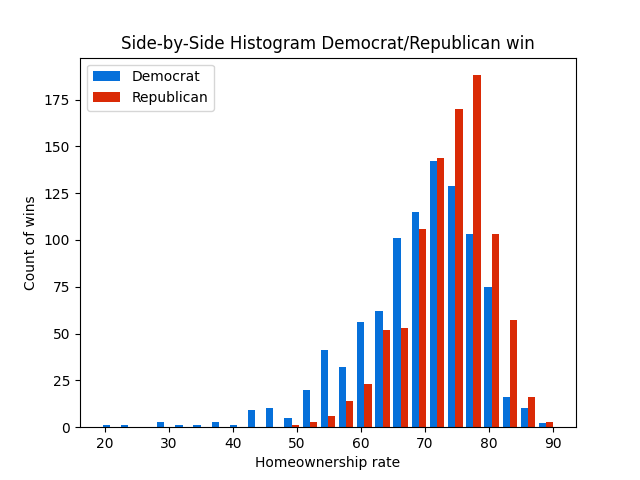 Side-by-Side Histogram Democrat/Republican win
Democrat
Republican
175
150
125
100
75
50
25
0
Count of wins
20 30 40 50 60 70 80 90
Homeownership rate